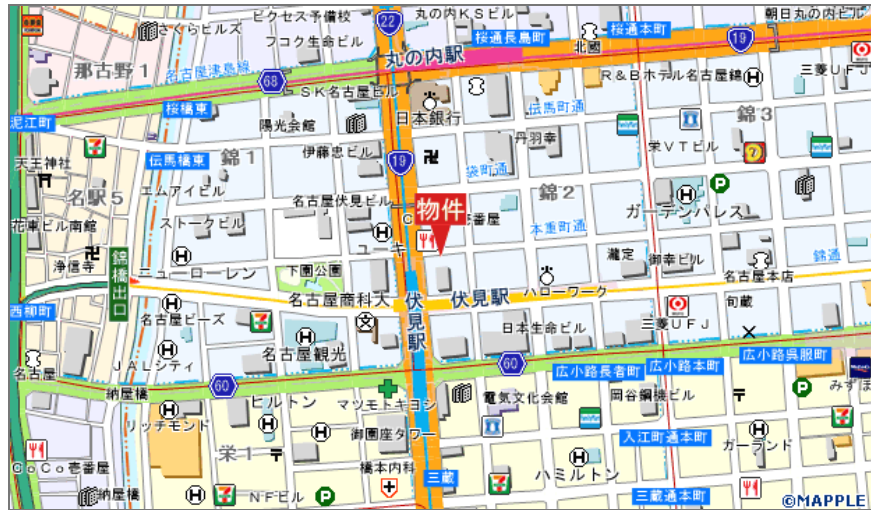 ピクセス予備校
丸の内KSビル
朝日丸の内ビル
さくらビルズ
22
桜通長島町
桜通本町
フコク生命ビル
北國
19
丸の内駅
那古野1
名古屋津島線
68
SK名古屋ビル
R&Bホテル名古屋錦
三菱UFJ
桜橋東
日本銀行
伝馬町通
錦3
泥江町
陽光会館
丹羽幸
栄VTビル
伝馬橋東
錦1
伊藤忠ビル
19
袋町通
天王神社
名駅5
エムアイビル
名古屋伏見ビル
錦2
物件
ガーデンパレス
花車ビル南館
ストークビル
壱番屋
本重町通
浄信寺
ユーキ
瀧定
御幸ビル
錦通
錦橋出口
ニューローレン
下園公園
名古屋本店
名古屋商科大
伏見駅
伏見駅
ハローワーク
旬蔵
西柳町
名古屋ビーズ
日本生命ビル
三菱UFJ
名古屋観光
広小路呉服町
名古屋
JALシティ
60
広小路長者町
広小路本町
納屋橋
60
ヒルトン
マツモトキヨシ
電気文化会館
岡谷鋼機ビル
みずほ
リッチモンド
御園座タワー
入江町通本町
ガーランド
栄1
橋本内科
三蔵
ハミルトン
CoCo壱番屋
納屋橋
NFビル
三蔵通本町
©MAPPLE